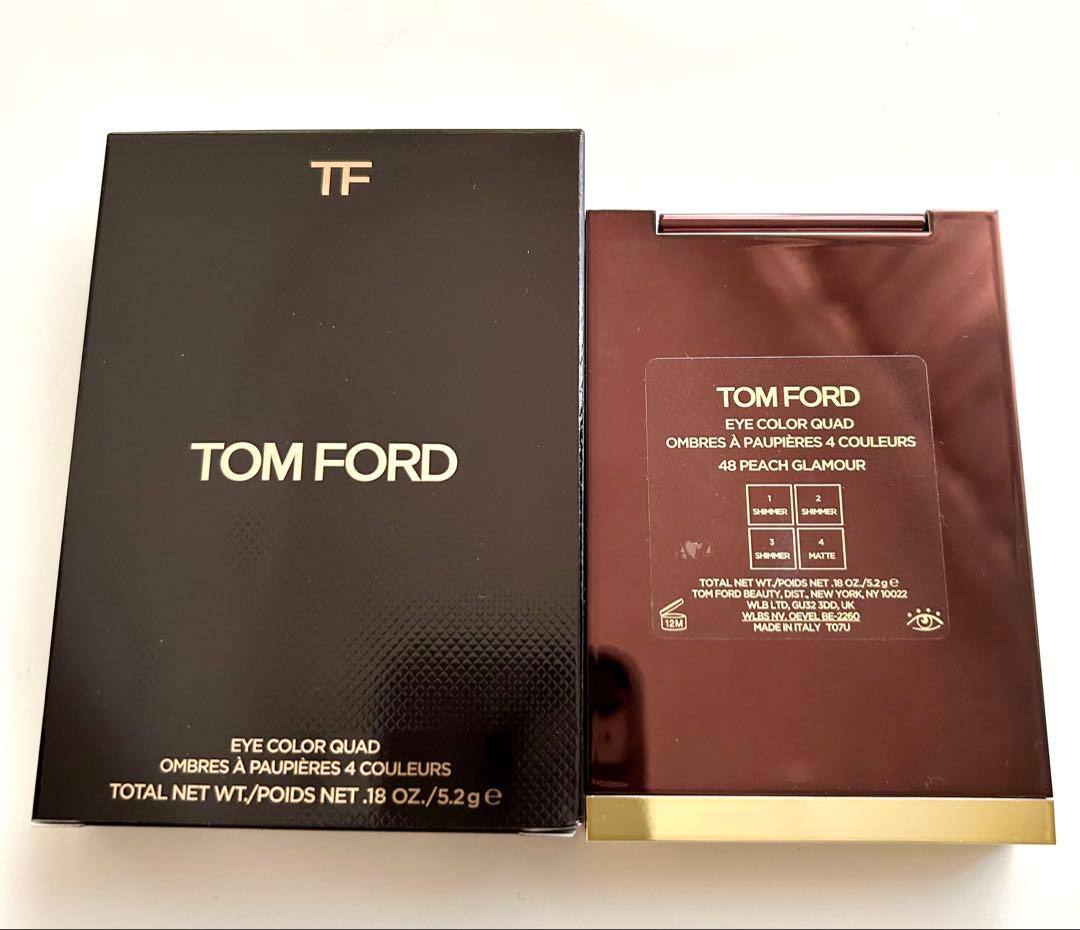 TF
TOM FORD
EYE COLOR QUAD
OMBRES À PAUPIÈRES 4 COULEURS
TOTAL NET WT./POIDS NET .18 OZ./5.2g ℮
TOM FORD
EYE COLOR QUAD
OMBRES À PAUPIÈRES 4 COULEURS
48 PEACH GLAMOUR
1 2
SHIMMER SHIMMER
3 4
SHIMMER MATTE
TOTAL NET WT./POIDS NET .18 OZ./5.2g ℮
TOM FORD BEAUTY, DIST., NEW YORK, NY 10022
WLB LTD, GU32 3DD, UK
WLBS NV, OEVEL BE-2260
MADE IN ITALY T07U
12M